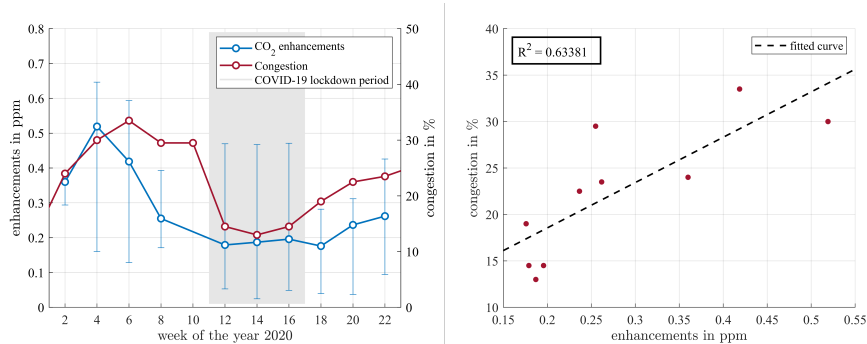 0.8
0.7
0.6
0.5
0.4
0.3
0.2
0.1
0
enhancements in ppm
50
40
30
20
10
0
congestion in %
CO2 enhancements
Congestion
COVID-19 lockdown period
2 4 6 8 10 12 14 16 18 20 22
week of the year 2020
40
35
30
25
20
15
10
congestion in %
R2 = 0.63381
fitted curve
0.15 0.2 0.25 0.3 0.35 0.4 0.45 0.5 0.55
enhancements in ppm